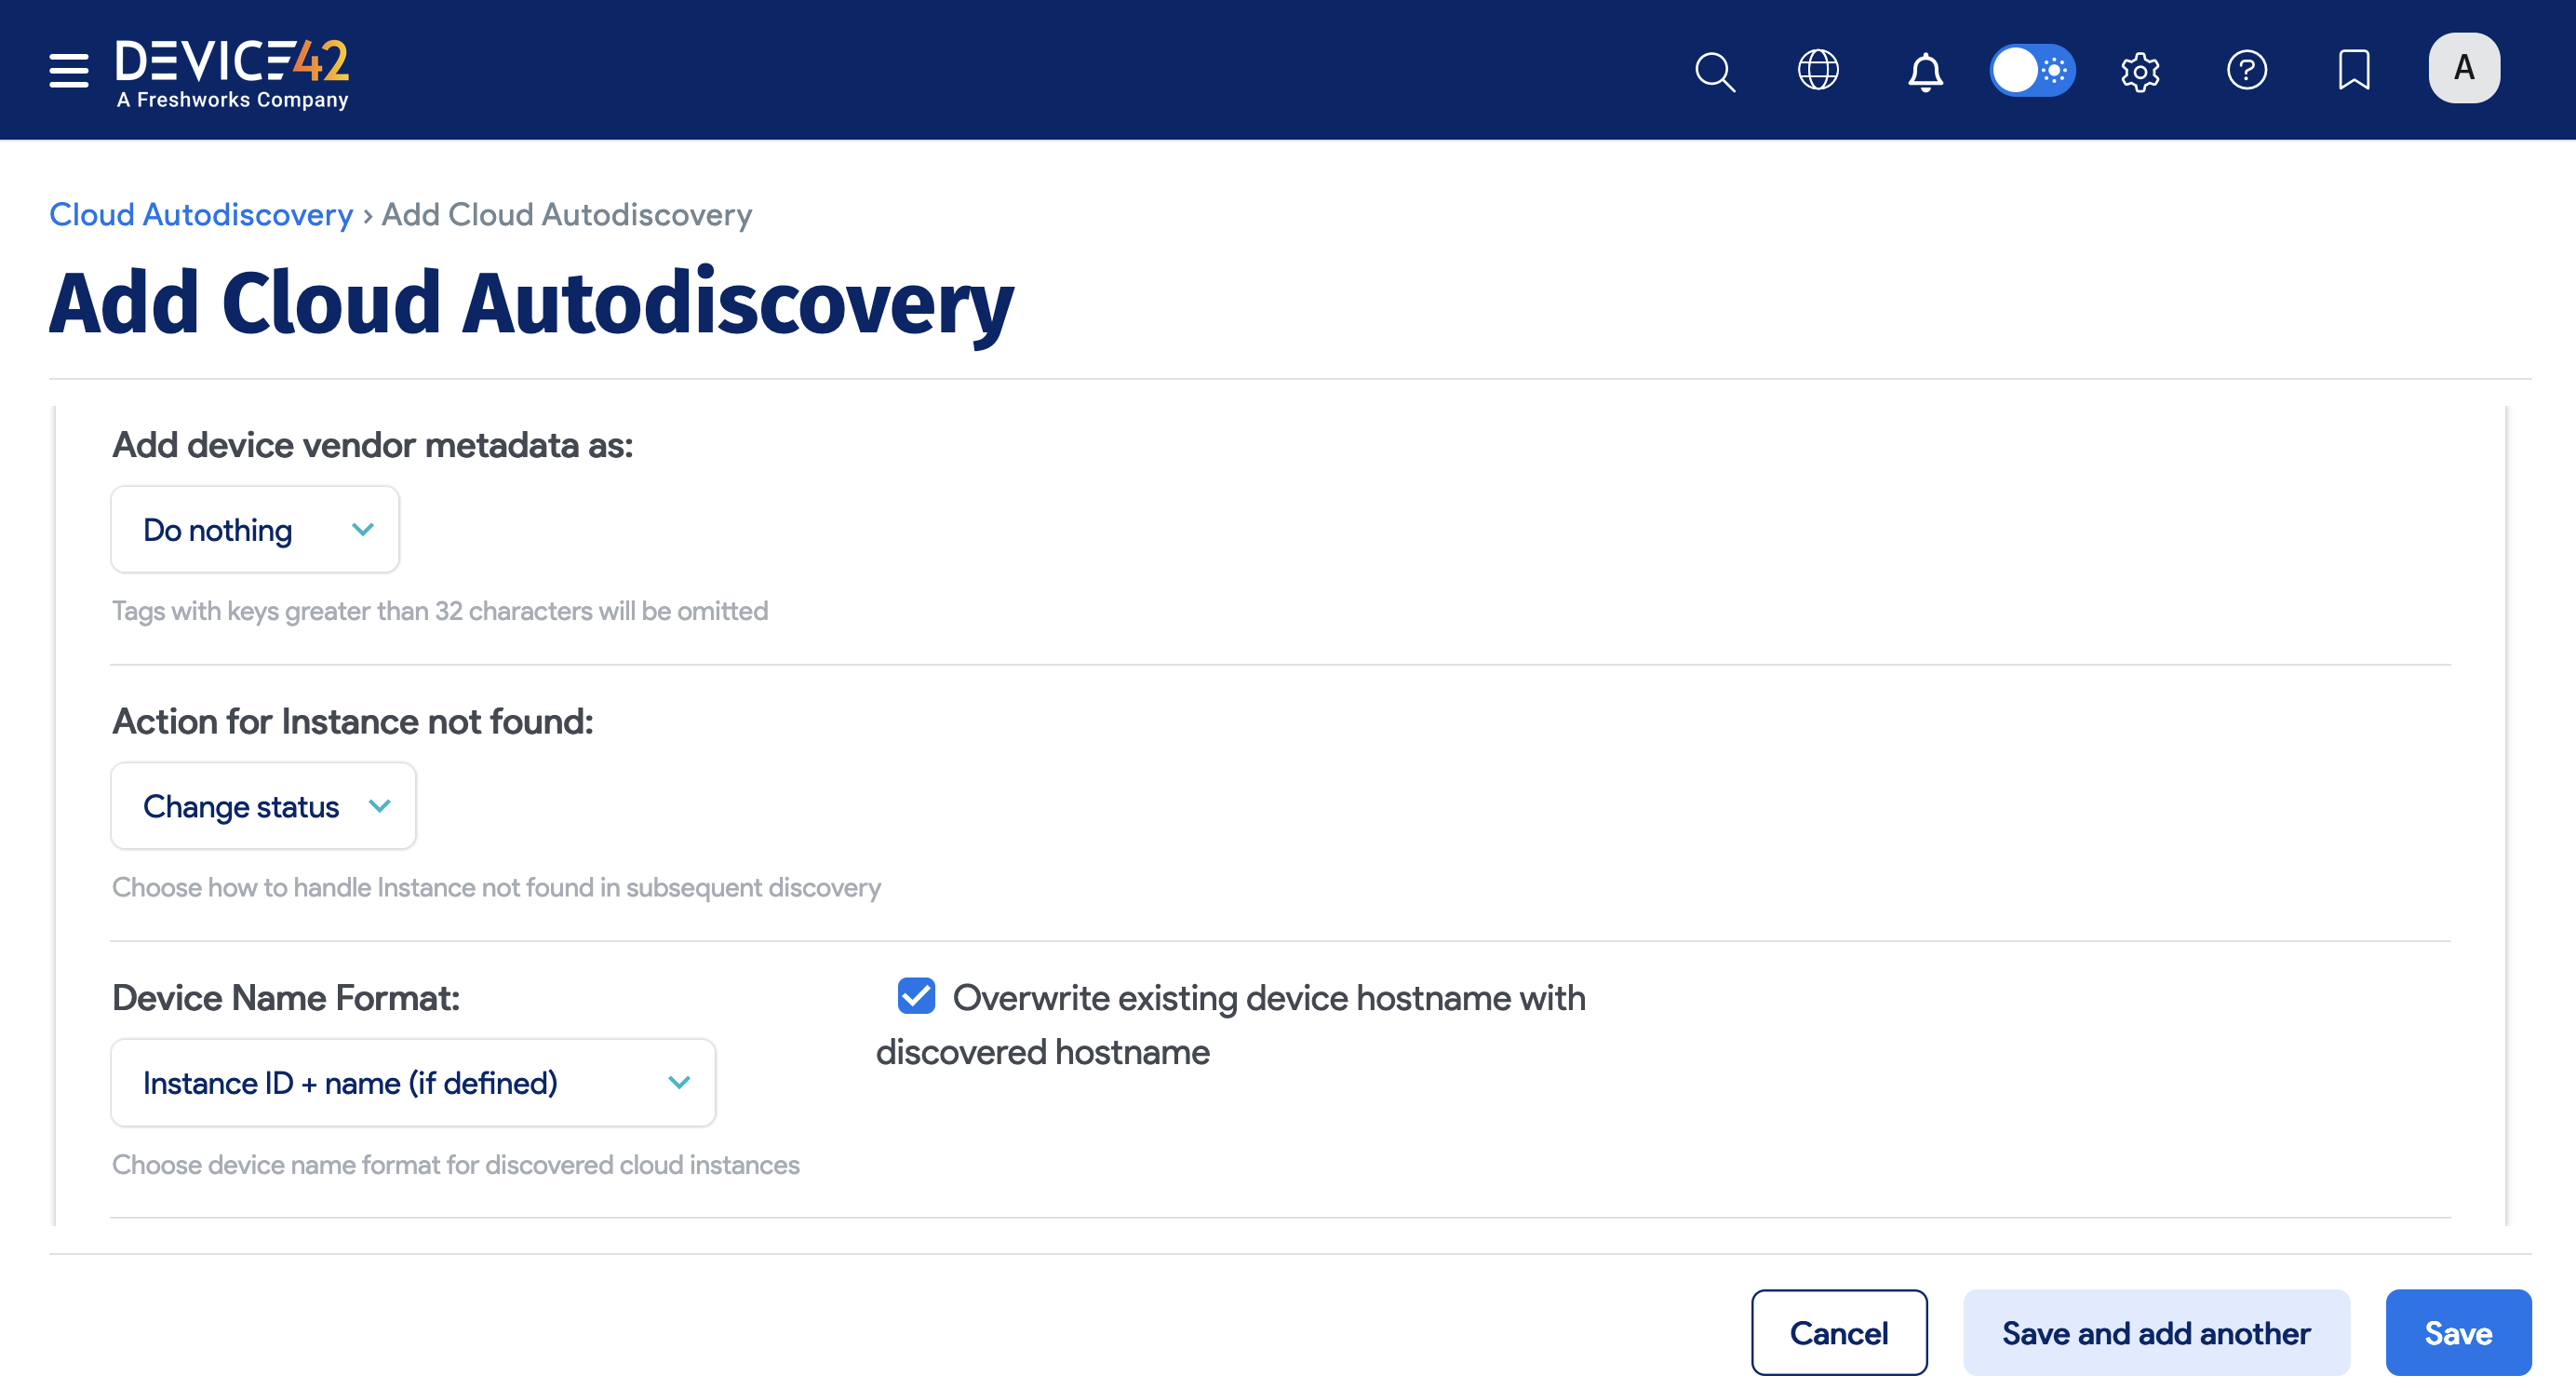 DEVICE42
A Freshworks Company
A
Cloud Autodiscovery › Add Cloud Autodiscovery
Add Cloud Autodiscovery
Add device vendor metadata as:
Do nothing
Tags with keys greater than 32 characters will be omitted
Action for Instance not found:
Change status
Choose how to handle Instance not found in subsequent discovery
Device Name Format:
Instance ID + name (if defined)
Choose device name format for discovered cloud instances
Overwrite existing device hostname with
discovered hostname
Cancel
Save and add another
Save